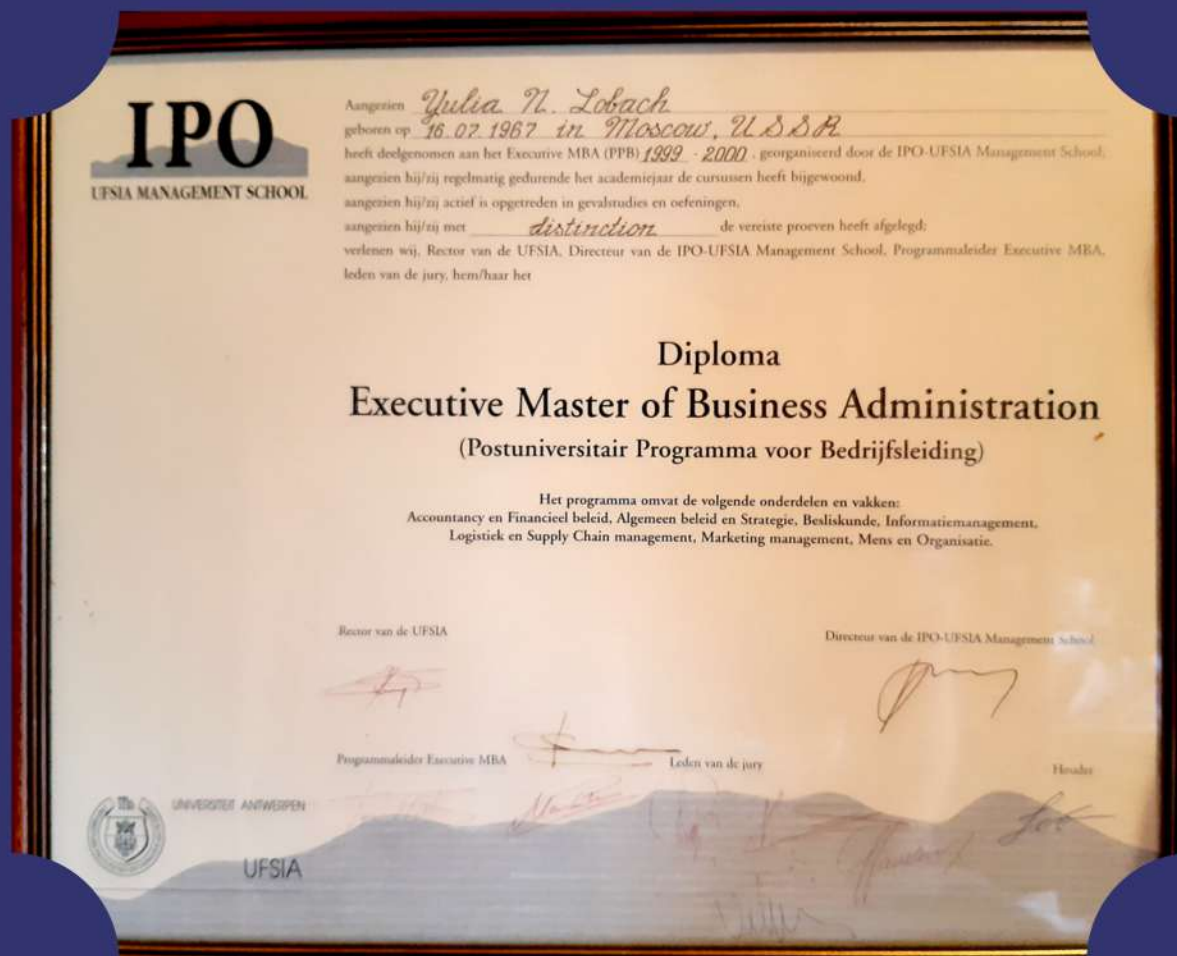 IPO
UFSIA MANAGEMENT SCHOOL
Aangezien Yulia N. Lobach
geboren op 16.07.1967 in Moscow, USSR
heeft deelgenomen aan het Executive MBA (PPB) 1999 - 2000, georganiseerd door de IPO-UFSIA Management School,
aangezien hij/zij regelmatig gedurende het academiejaar de cursussen heeft bijgewoond,
aangezien hij/zij actief is opgetreden in gevalstudies en oefeningen,
aangezien hij/zij met distinction de vereiste proeven heeft afgelegd;
verlenen wij, Rector van de UFSIA, Directeur van de IPO-UFSIA Management School, Programmaleider Executive MBA,
leden van de jury, hem/haar het
Diploma
Executive Master of Business Administration
(Postuniversitair Programma voor Bedrijfsleiding)
Het programma omvat de volgende onderdelen en vakken:
Accountancy en Financieel beleid, Algemeen beleid en Strategie, Besliskunde, Informatiemanagement,
Logistiek en Supply Chain management, Marketing management, Mens en Organisatie.
Rector van de UFSIA
Directeur van de IPO-UFSIA Management School
Programmaleider Executive MBA
Leden van de jury
Houder
UNIVERSITEIT ANTWERPEN
UFSIA